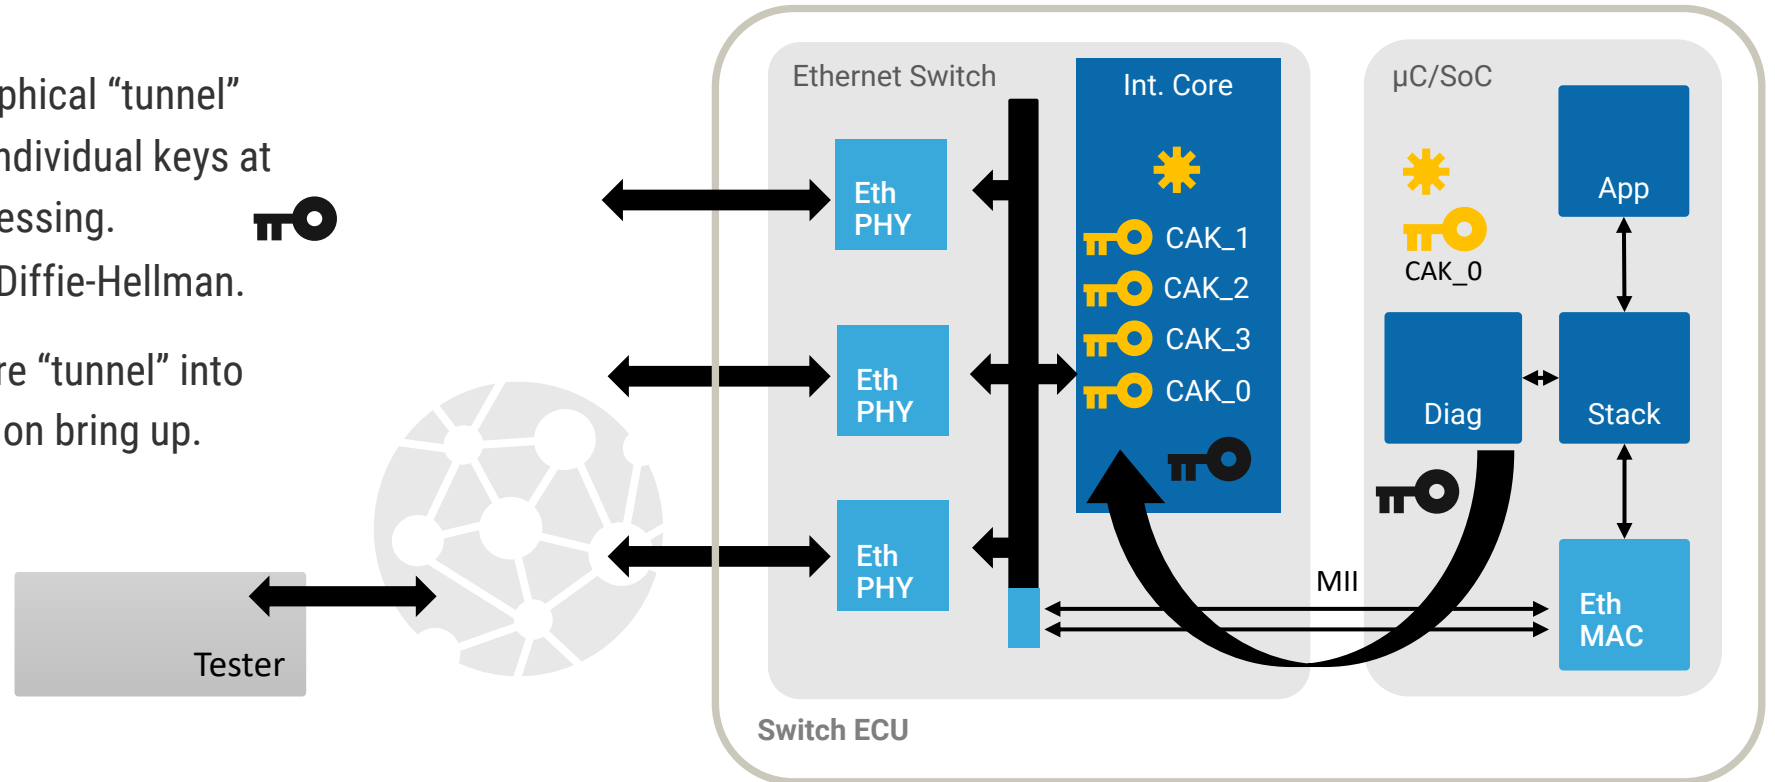 phical “tunnel”
ndividual keys at
essing.
Diffie-Hellman.
re “tunnel” into
on bring up.
Tester
Ethernet Switch
Int. Core
Eth
PHY
Eth
PHY
Eth
PHY
CAK_1
CAK_2
CAK_3
CAK_0
µC/SoC
CAK_0
App
Diag
Stack
MII
Eth
MAC
Switch ECU